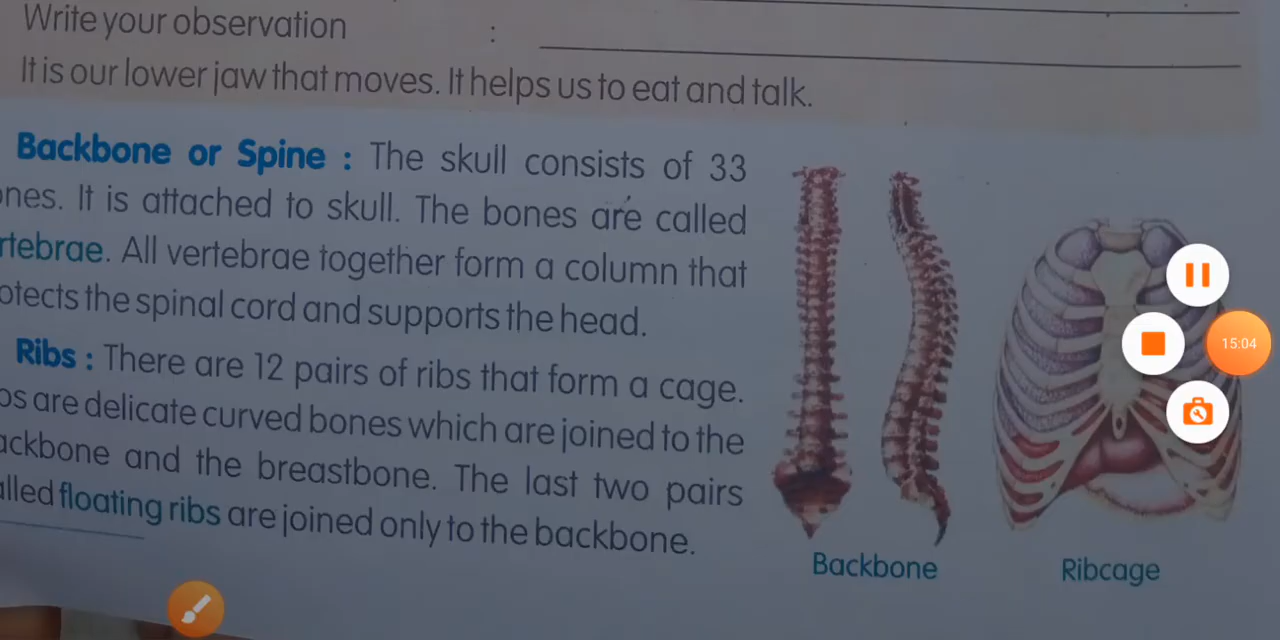 Write your observation :
It is our lower jaw that moves. It helps us to eat and talk.
Backbone or Spine : The skull consists of 33
ones. It is attached to skull. The bones are called
rtebrae. All vertebrae together form a column that
otects the spinal cord and supports the head.
Ribs : There are 12 pairs of ribs that form a cage.
bs are delicate curved bones which are joined to the
ackbone and the breastbone. The last two pairs
alled floating ribs are joined only to the backbone.
Backbone
Ribcage
15:04